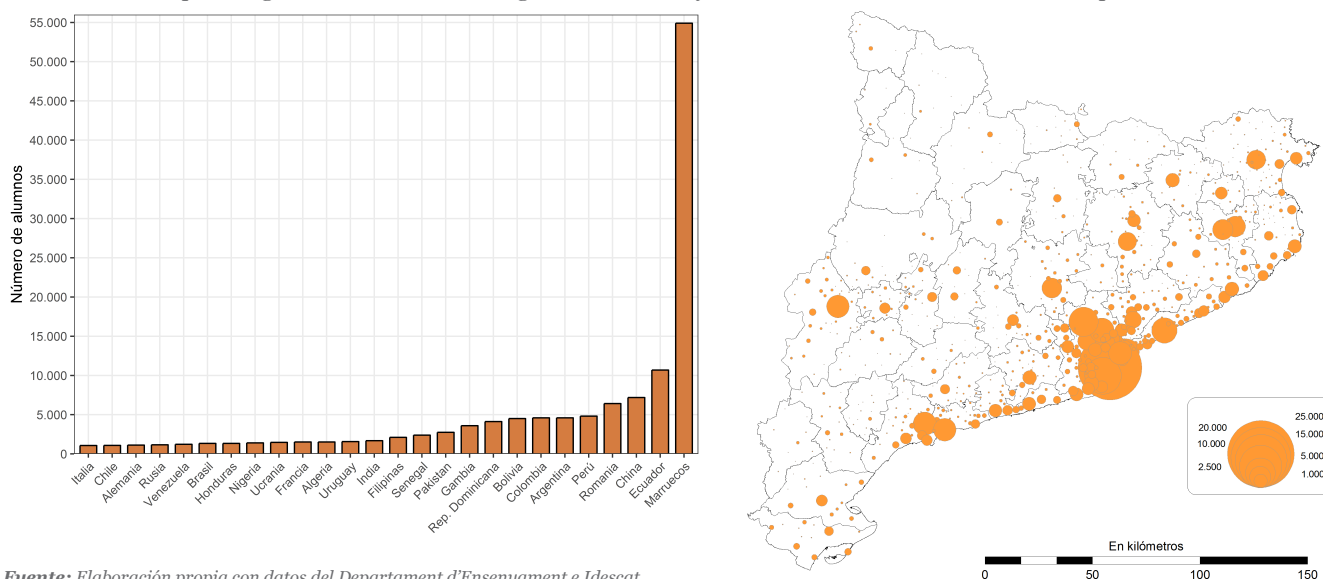 55.000
50.000
45.000
40.000
35.000
30.000
25.000
20.000
15.000
10.000
5.000
0
Número de alumnos
Italia
Chile
Alemania
Rusia
Venezuela
Brasil
Honduras
Nigeria
Ucrania
Francia
Algeria
Uruguay
India
Filipinas
Senegal
Pakistan
Gambia
Rep. Dominicana
Bolivia
Colombia
Argentina
Perú
Romania
China
Ecuador
Marruecos
20.000
10.000
2.500
25.000
15.000
5.000
1.000
En kilómetros
0 50 100 150
Fuente: Elaboración propia con datos del Departament d'Ensenyament e Idescat